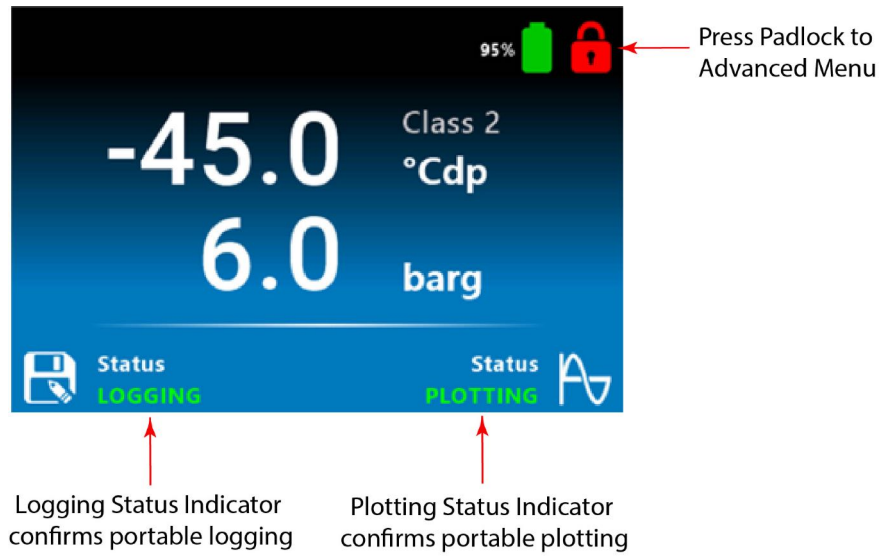 95%
Press Padlock to
Advanced Menu
-45.0
Class 2
°Cdp
6.0
barg
Status
LOGGING
Status
PLOTTING
Logging Status Indicator
confirms portable logging
Plotting Status Indicator
confirms portable plotting